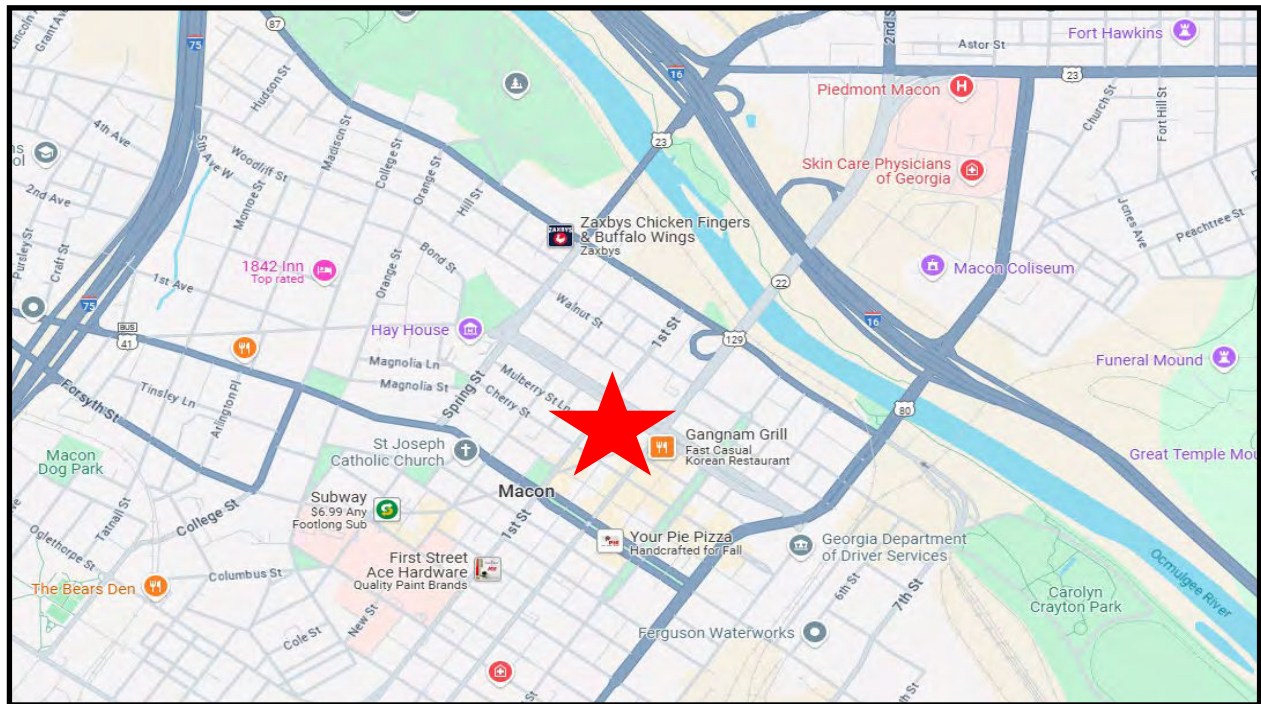 Lincoln St
Grant Ave
75
87
Hudson St
2nd St
Fort Hawkins
Astor St
16
23
Piedmont Macon
H
4th Ave
5th Ave W
Woodliff St
Madison St
College St
Orange St
23
Church St
Fort Hill St
Skin Care Physicians
of Georgia
2nd Ave
Monroe St
Hill St
Jones Ave
Peachtree St
Pursley St
Craft St
Zaxbys Chicken Fingers
& Buffalo Wings
Zaxbys
Bond St
Orange St
1842 Inn
Top rated
Macon Coliseum
1st Ave
22
75
Walnut St
1st St
16
BUS
41
Hay House
129
Magnolia Ln
Funeral Mound
Magnolia St
Spring St
Mulberry St Ln
Cherry St
Forsyth St
Tinsley Ln
Arlington Pl
80
St Joseph
Catholic Church
Gangnam Grill
Fast Casual
Korean Restaurant
Macon
Dog Park
Great Temple Mou
Subway
$6.99 Any
Footlong Sub
Macon
Tatnall St
College St
1st St
Your Pie Pizza
Handcrafted for Fall
Georgia Department
of Driver Services
Oglethorpe St
First Street
Ace Hardware
Quality Paint Brands
Columbus St
The Bears Den
6th St
7th St
Ocmulgee River
Carolyn
Crayton Park
New St
Cole St
Ferguson Waterworks